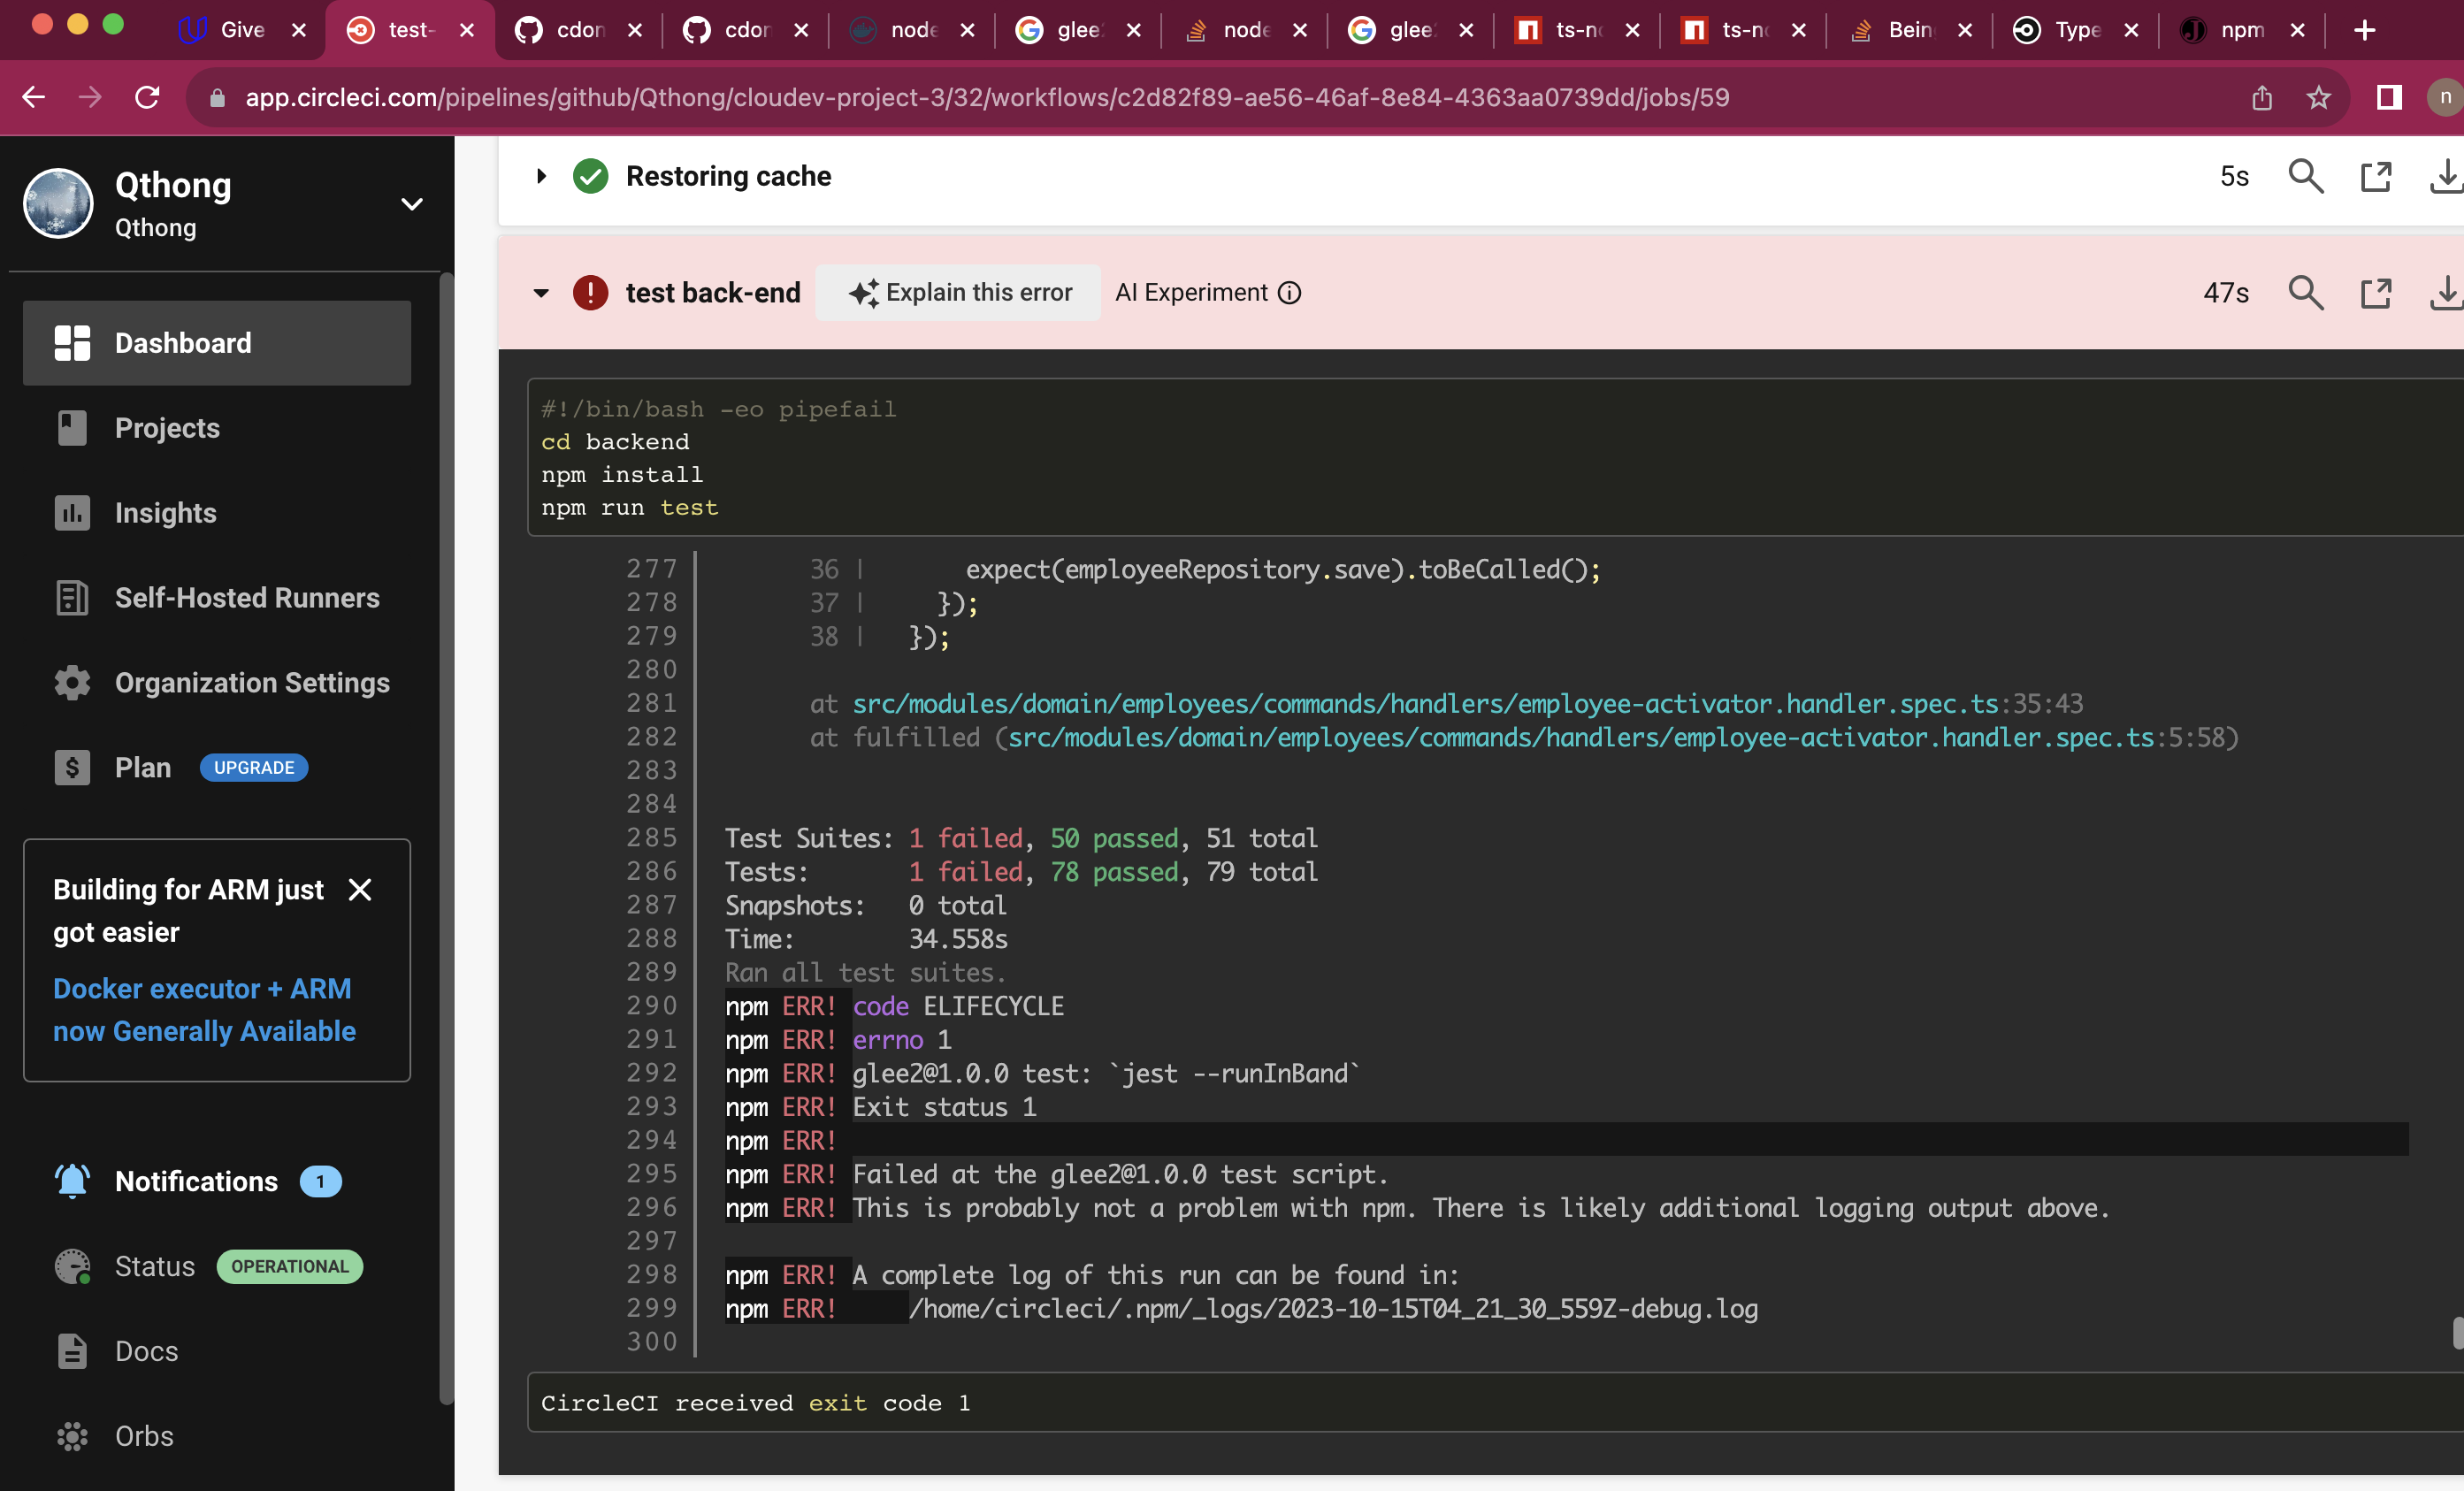 Give
test-
cdon
cdon
node
glee
node
glee
ts-no
ts-no
Bein
Type
npm
app.circleci.com/pipelines/github/Qthong/cloudev-project-3/32/workflows/c2d82f89-ae56-46af-8e84-4363aa0739dd/jobs/59
n
Qthong
Qthong
Dashboard
Projects
Insights
Self-Hosted Runners
Organization Settings
Plan UPGRADE
Building for ARM just
got easier
Docker executor + ARM
now Generally Available
Notifications 1
Status OPERATIONAL
Docs
Orbs
Restoring cache 5s
test back-end Explain this error AI Experiment 47s
#!/bin/bash -eo pipefail
cd backend
npm install
npm run test
277 36 | expect(employeeRepository.save).toBeCalled();
278 37 | });
279 38 | });
280
281 at src/modules/domain/employees/commands/handlers/employee-activator.handler.spec.ts:35:43
282 at fulfilled (src/modules/domain/employees/commands/handlers/employee-activator.handler.spec.ts:5:58)
283
284
285 Test Suites: 1 failed, 50 passed, 51 total
286 Tests: 1 failed, 78 passed, 79 total
287 Snapshots: 0 total
288 Time: 34.558s
289 Ran all test suites.
290 npm ERR! code ELIFECYCLE
291 npm ERR! errno 1
292 npm ERR! glee2@1.0.0 test: `jest --runInBand`
293 npm ERR! Exit status 1
294 npm ERR!
295 npm ERR! Failed at the glee2@1.0.0 test script.
296 npm ERR! This is probably not a problem with npm. There is likely additional logging output above.
297
298 npm ERR! A complete log of this run can be found in:
299 npm ERR! /home/circleci/.npm/_logs/2023-10-15T04_21_30_559Z-debug.log
300
CircleCI received exit code 1